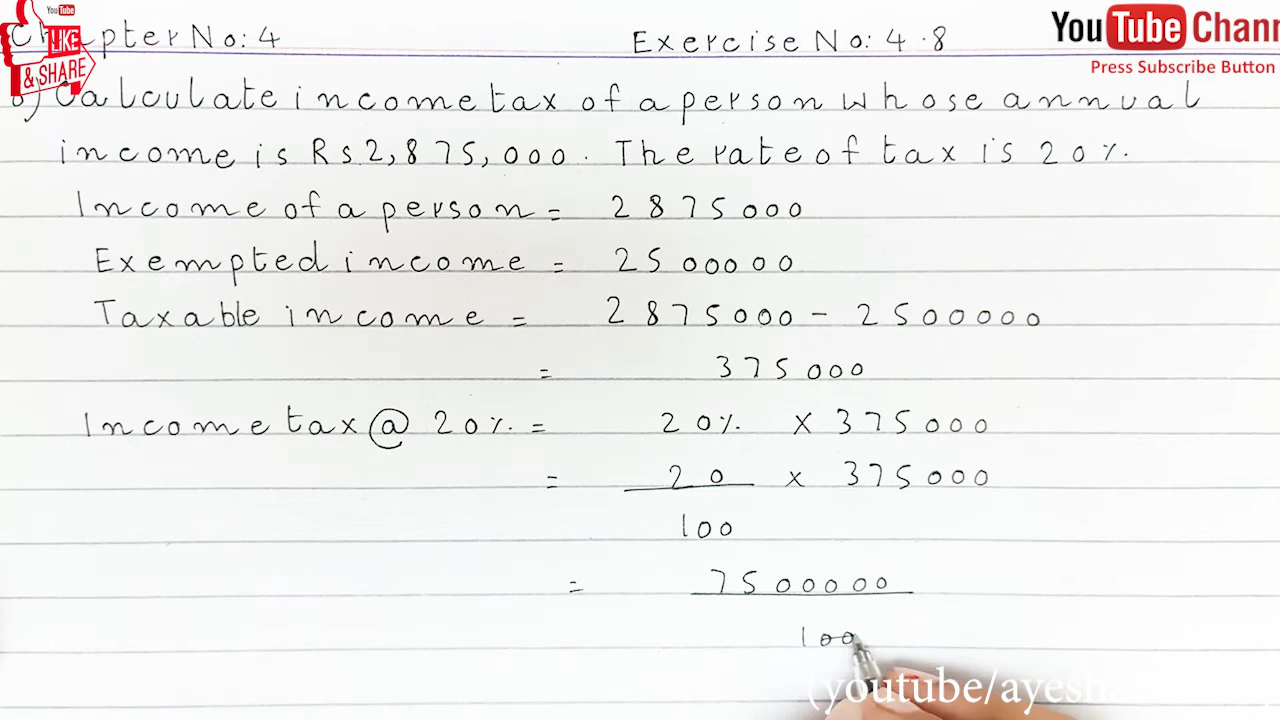 YouTube
LIKE
& SHARE
Chapter No: 4 Exercise No: 4.8
YouTube Chann
Press Subscribe Button
Calculate income tax of a person whose annual
income is Rs 2,875,000. The rate of tax is 20%.
Income of a person = 2875000
Exempted income = 2500000
Taxable income = 2875000 - 2500000
= 375000
Income tax @ 20% = 20% x 375000
= 20 x 375000
100
= 7500000
100
(youtube/ayesha